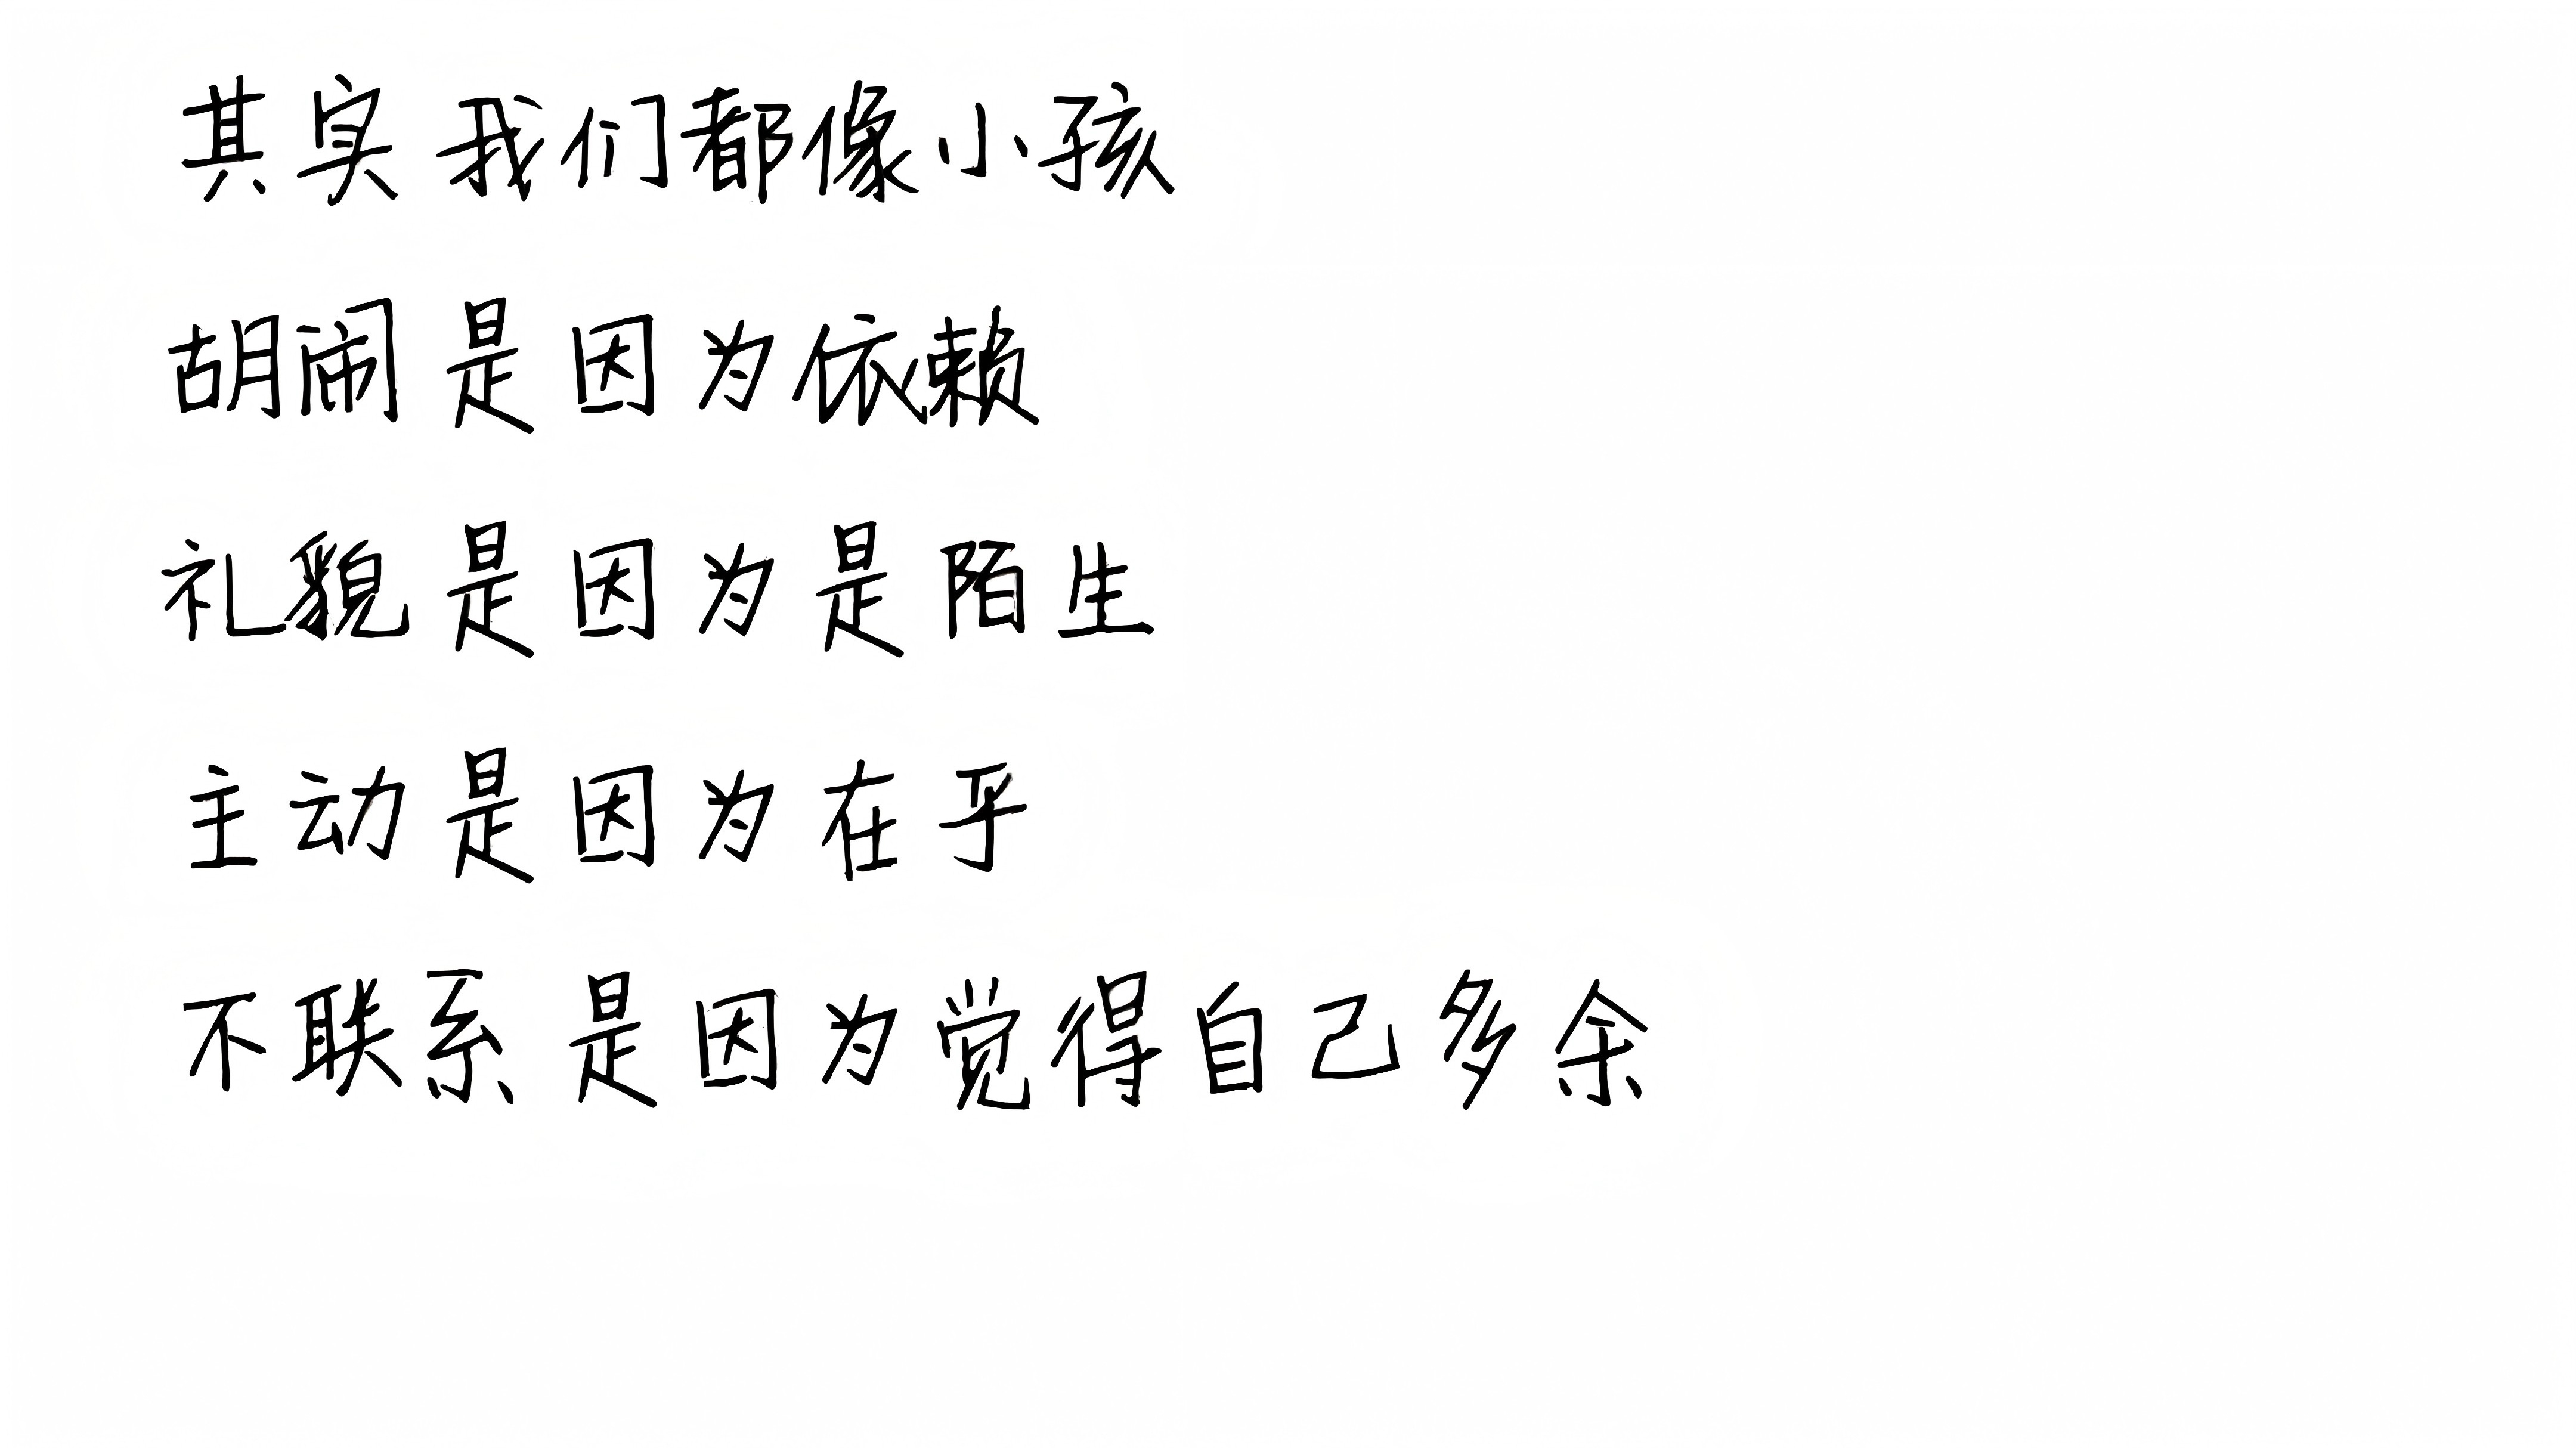 其实我们都像小孩
胡闹是因为依赖
礼貌是因为是陌生
主动是因为在乎
不联系是因为觉得自己多余